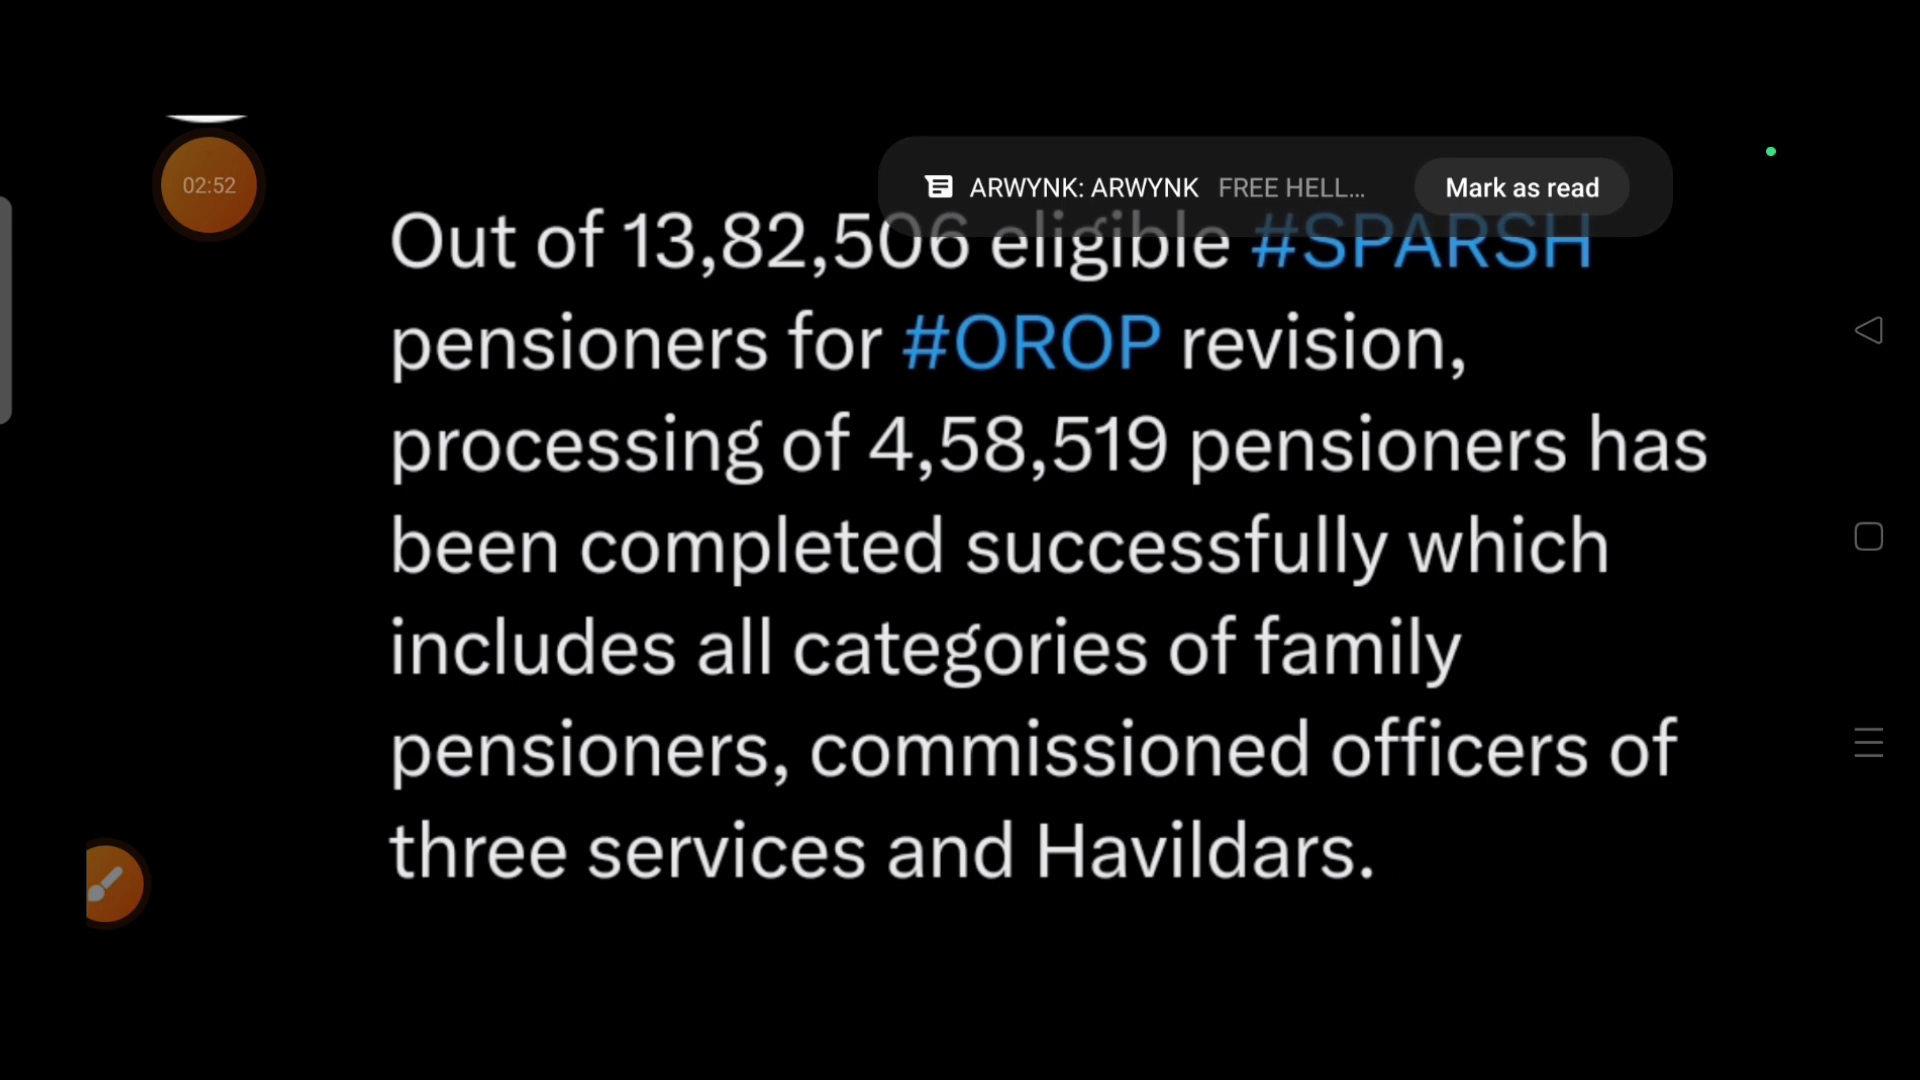 02:52
ARWYNK: ARWYNK FREE HELL... Mark as read
Out of 13,82,506 eligible #SPARSH
pensioners for #OROP revision,
processing of 4,58,519 pensioners has
been completed successfully which
includes all categories of family
pensioners, commissioned officers of
three services and Havildars.